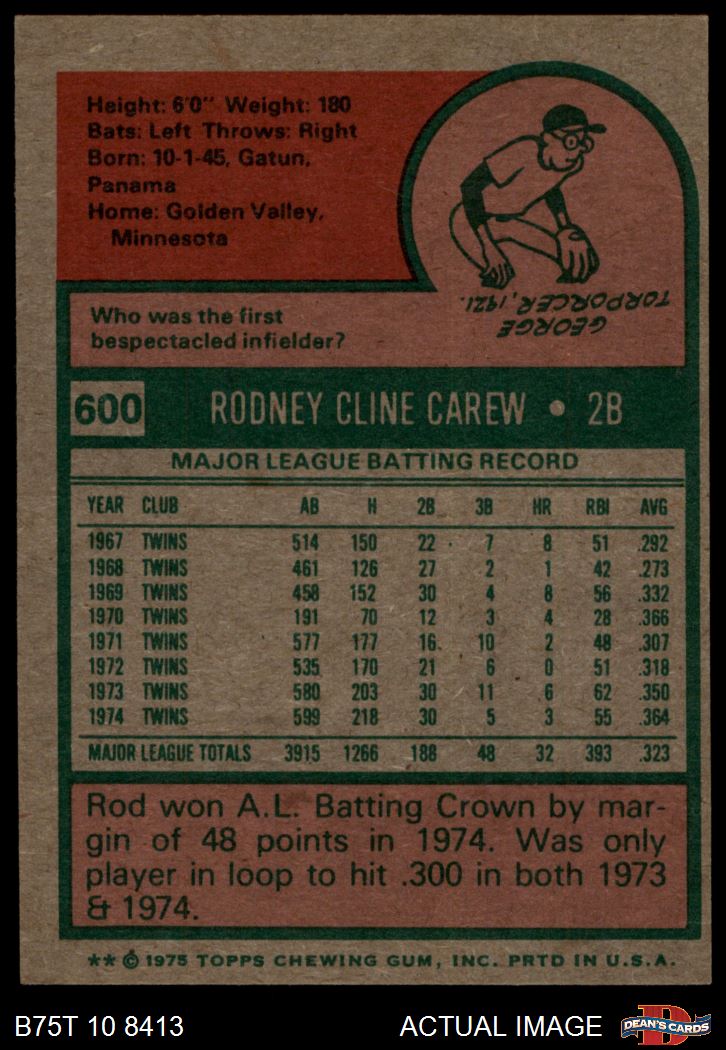 Height: 6'0" Weight: 180
Bats: Left Throws: Right
Born: 10-1-45, Gatun,
Panama
Home: Golden Valley,
Minnesota
Who was the first
bespectacled infielder?
GEORGE
TORPORCER, 1921.
600 RODNEY CLINE CAREW • 2B
MAJOR LEAGUE BATTING RECORD
YEAR CLUB AB H 2B 3B HR RBI AVG
1967 TWINS 514 150 22 7 8 51 .292
1968 TWINS 461 126 27 2 1 42 .273
1969 TWINS 458 152 30 4 8 56 .332
1970 TWINS 191 70 12 3 4 28 .366
1971 TWINS 577 177 16 10 2 48 .307
1972 TWINS 535 170 21 6 0 51 .318
1973 TWINS 580 203 30 11 6 62 .350
1974 TWINS 599 218 30 5 3 55 .364
MAJOR LEAGUE TOTALS 3915 1266 188 48 32 393 .323
Rod won A.L. Batting Crown by mar-
gin of 48 points in 1974. Was only
player in loop to hit .300 in both 1973
& 1974.
** © 1975 TOPPS CHEWING GUM, INC. PRTD IN U.S.A.
B75T 10 8413 ACTUAL IMAGE D DEAN'S CARDS